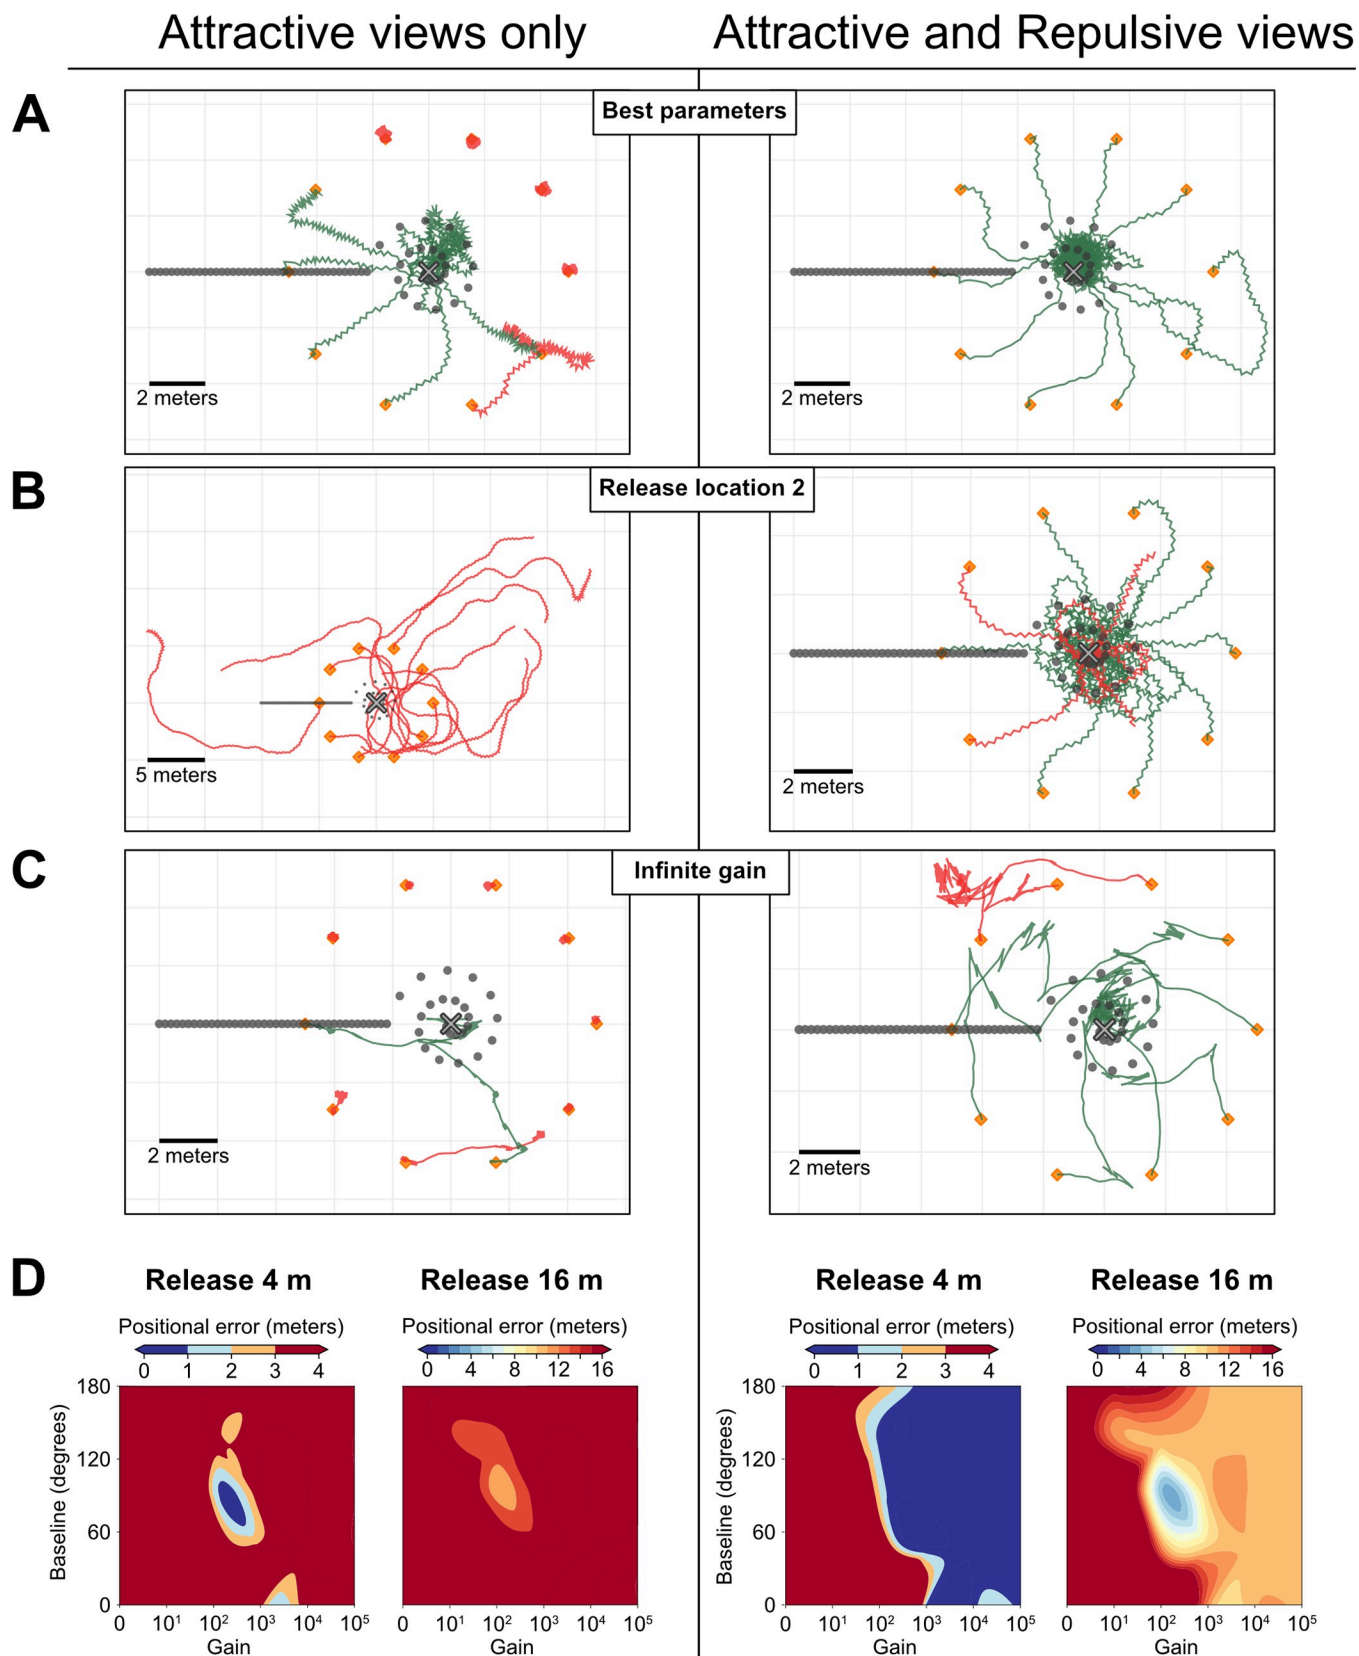 Attractive views only
Attractive and Repulsive views
A
Best parameters
2 meters
2 meters
B
Release location 2
5 meters
2 meters
C
Infinite gain
2 meters
2 meters
D
Release 4 m
Release 16 m
Release 4 m
Release 16 m
Positional error (meters)
Positional error (meters)
Positional error (meters)
Positional error (meters)
0 1 2 3 4
0 4 8 12 16
0 1 2 3 4
0 4 8 12 16
Baseline (degrees)
180
120
60
0
0 10¹ 10² 10³ 10⁴ 10⁵
Gain
0 10¹ 10² 10³ 10⁴ 10⁵
Gain
Baseline (degrees)
180
120
60
0
0 10¹ 10² 10³ 10⁴ 10⁵
Gain
0 10¹ 10² 10³ 10⁴ 10⁵
Gain